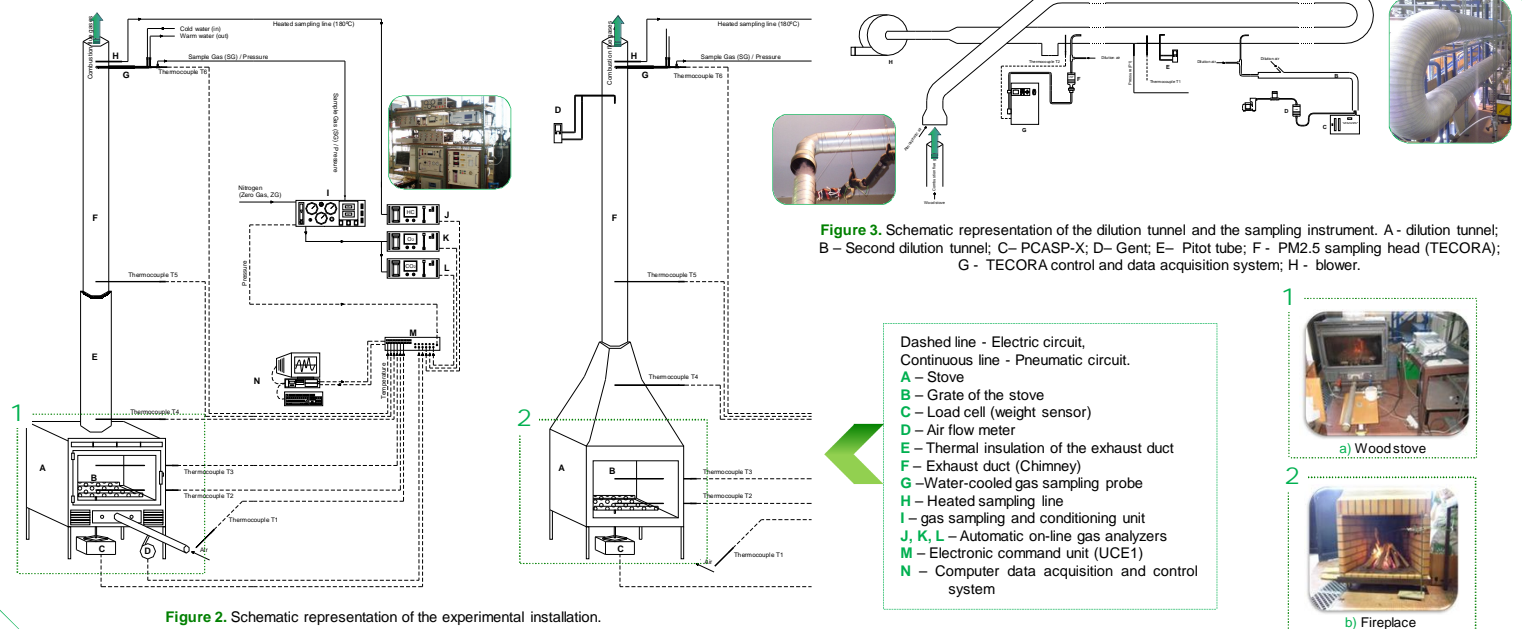 Combustion flue gases
H
G
Cold water (in)
Warm water (out)
Heated sampling line (180ºC)
Sample Gas (SG) / Pressure
Thermocouple T6
Sample Gas (SG) / Pressure
Nitrogen
(Zero Gas, ZG)
I
F
HC
J
O₂
K
CO₂
L
Thermocouple T5
Pressure
M
E
N
Temperature
Thermocouple T4
1
A
B
Thermocouple T3
Thermocouple T2
Thermocouple T1
Air
C
D
Combustion flue gases
H
G
Heated sampling line (180ºC)
Sample Gas (SG) / Pressure
Thermocouple T6
D
F
Thermocouple T5
Thermocouple T4
2
A
B
Thermocouple T3
Thermocouple T2
Thermocouple T1
Air
C
Figure 2. Schematic representation of the experimental installation.
H
Thermocouple T2
Dilution air
F
G
E
Thermocouple T1
Dilution air
Dilution air
B
D
C
Figure 3. Schematic representation of the dilution tunnel and the sampling instrument. A - dilution tunnel;
B – Second dilution tunnel; C– PCASP-X; D– Gent; E– Pitot tube; F - PM2.5 sampling head (TECORA);
G - TECORA control and data acquisition system; H - blower.
Dashed line - Electric circuit,
Continuous line - Pneumatic circuit.
A – Stove
B – Grate of the stove
C – Load cell (weight sensor)
D – Air flow meter
E – Thermal insulation of the exhaust duct
F – Exhaust duct (Chimney)
G –Water-cooled gas sampling probe
H – Heated sampling line
I – gas sampling and conditioning unit
J, K, L – Automatic on-line gas analyzers
M – Electronic command unit (UCE1)
N – Computer data acquisition and control
system
1
a) Wood stove
2
b) Fireplace